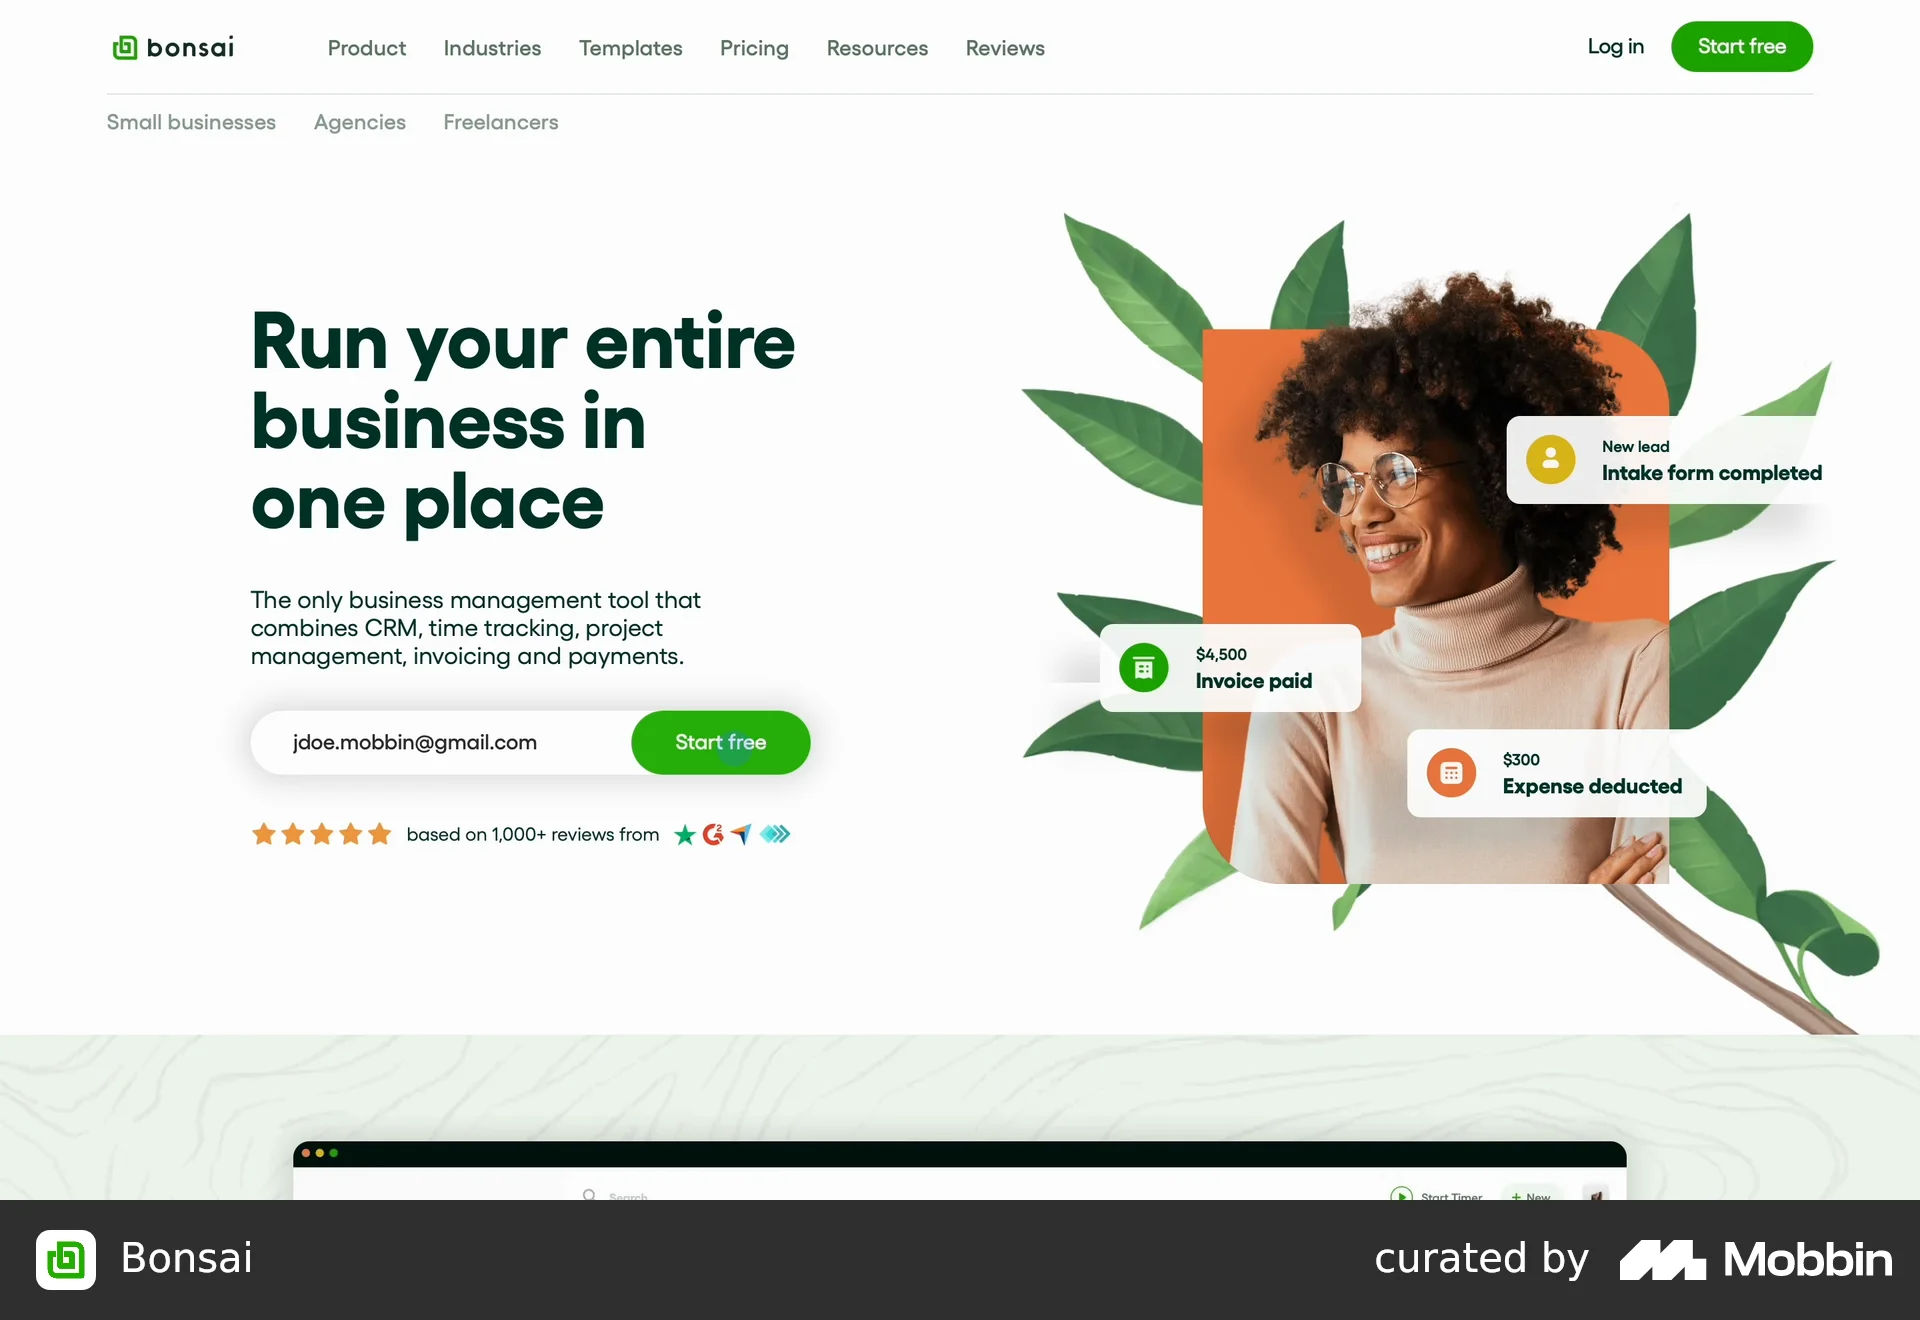 bonsai
Product
Industries
Templates
Pricing
Resources
Reviews
Log in
Start free
Small businesses
Agencies
Freelancers
Run your entire
business in
one place
The only business management tool that
combines CRM, time tracking, project
management, invoicing and payments.
jdoe.mobbin@gmail.com
Start free
based on 1,000+ reviews from
New lead
Intake form completed
$4,500
Invoice paid
$300
Expense deducted
Search
Start Timer
+ New
Bonsai
curated by
Mobbin